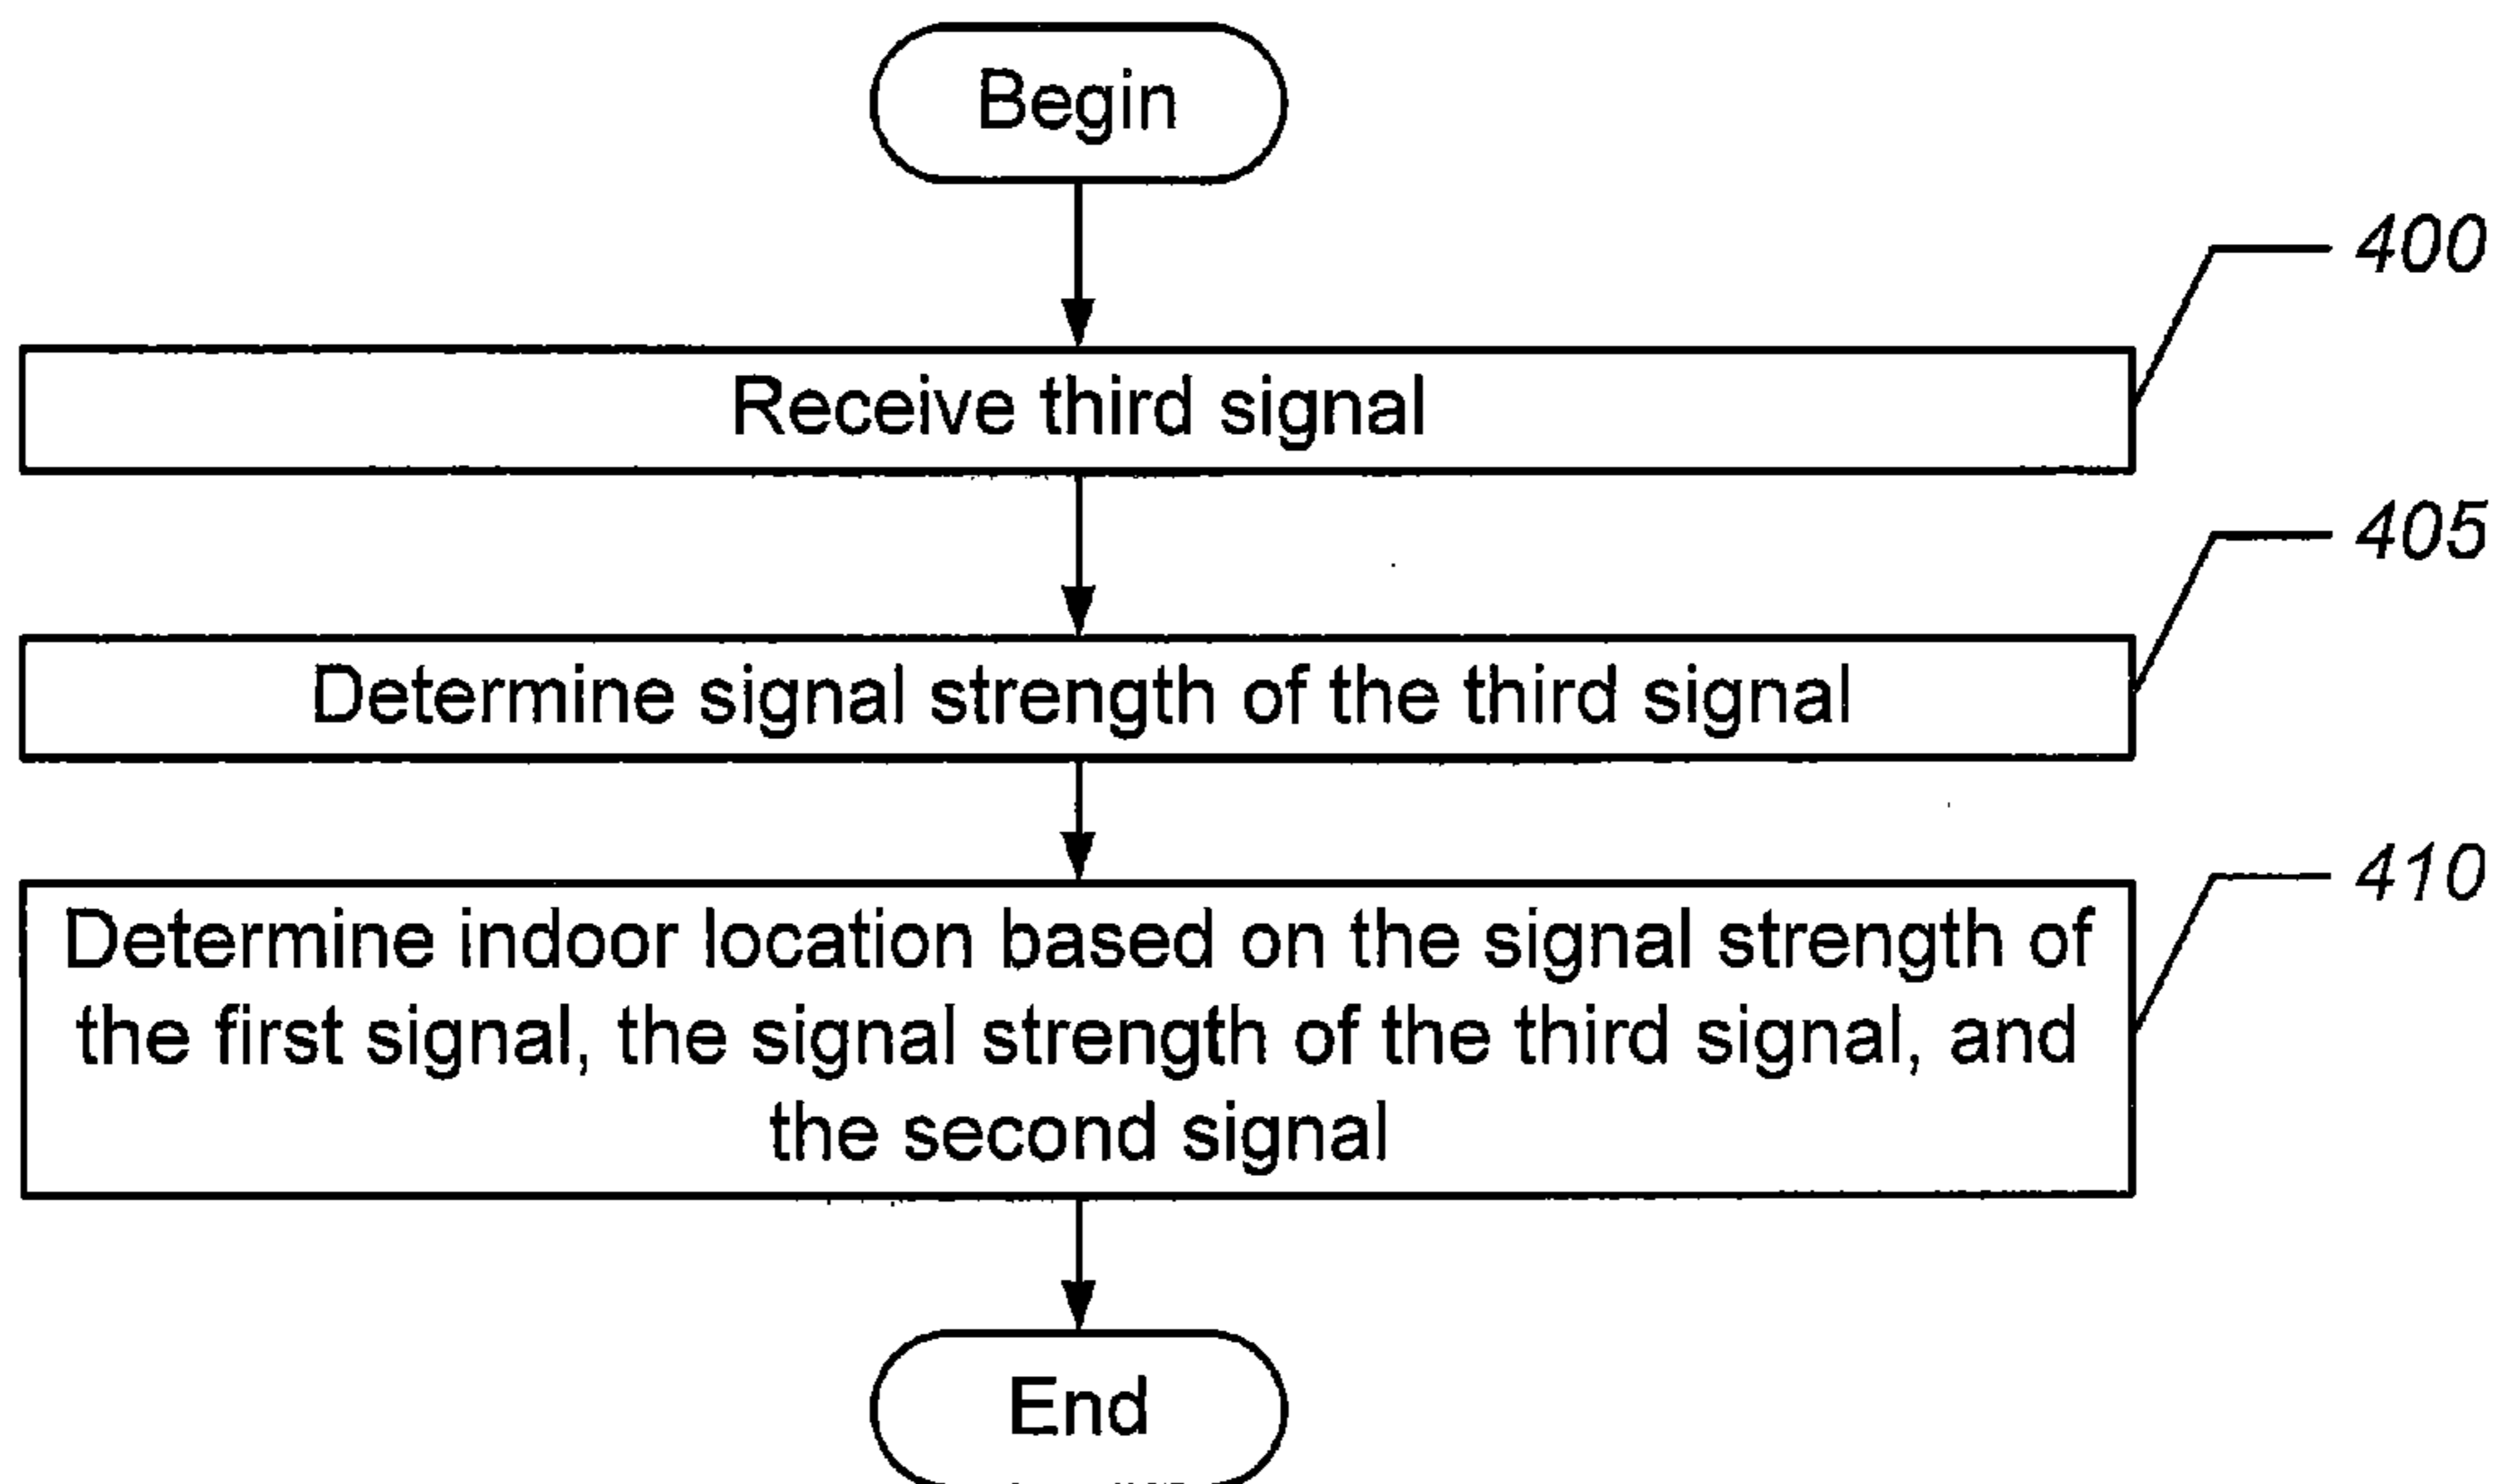 Begin
400
Receive third signal
405
Determine signal strength of the third signal
410
Determine indoor location based on the signal strength of
the first signal, the signal strength of the third signal, and
the second signal
End